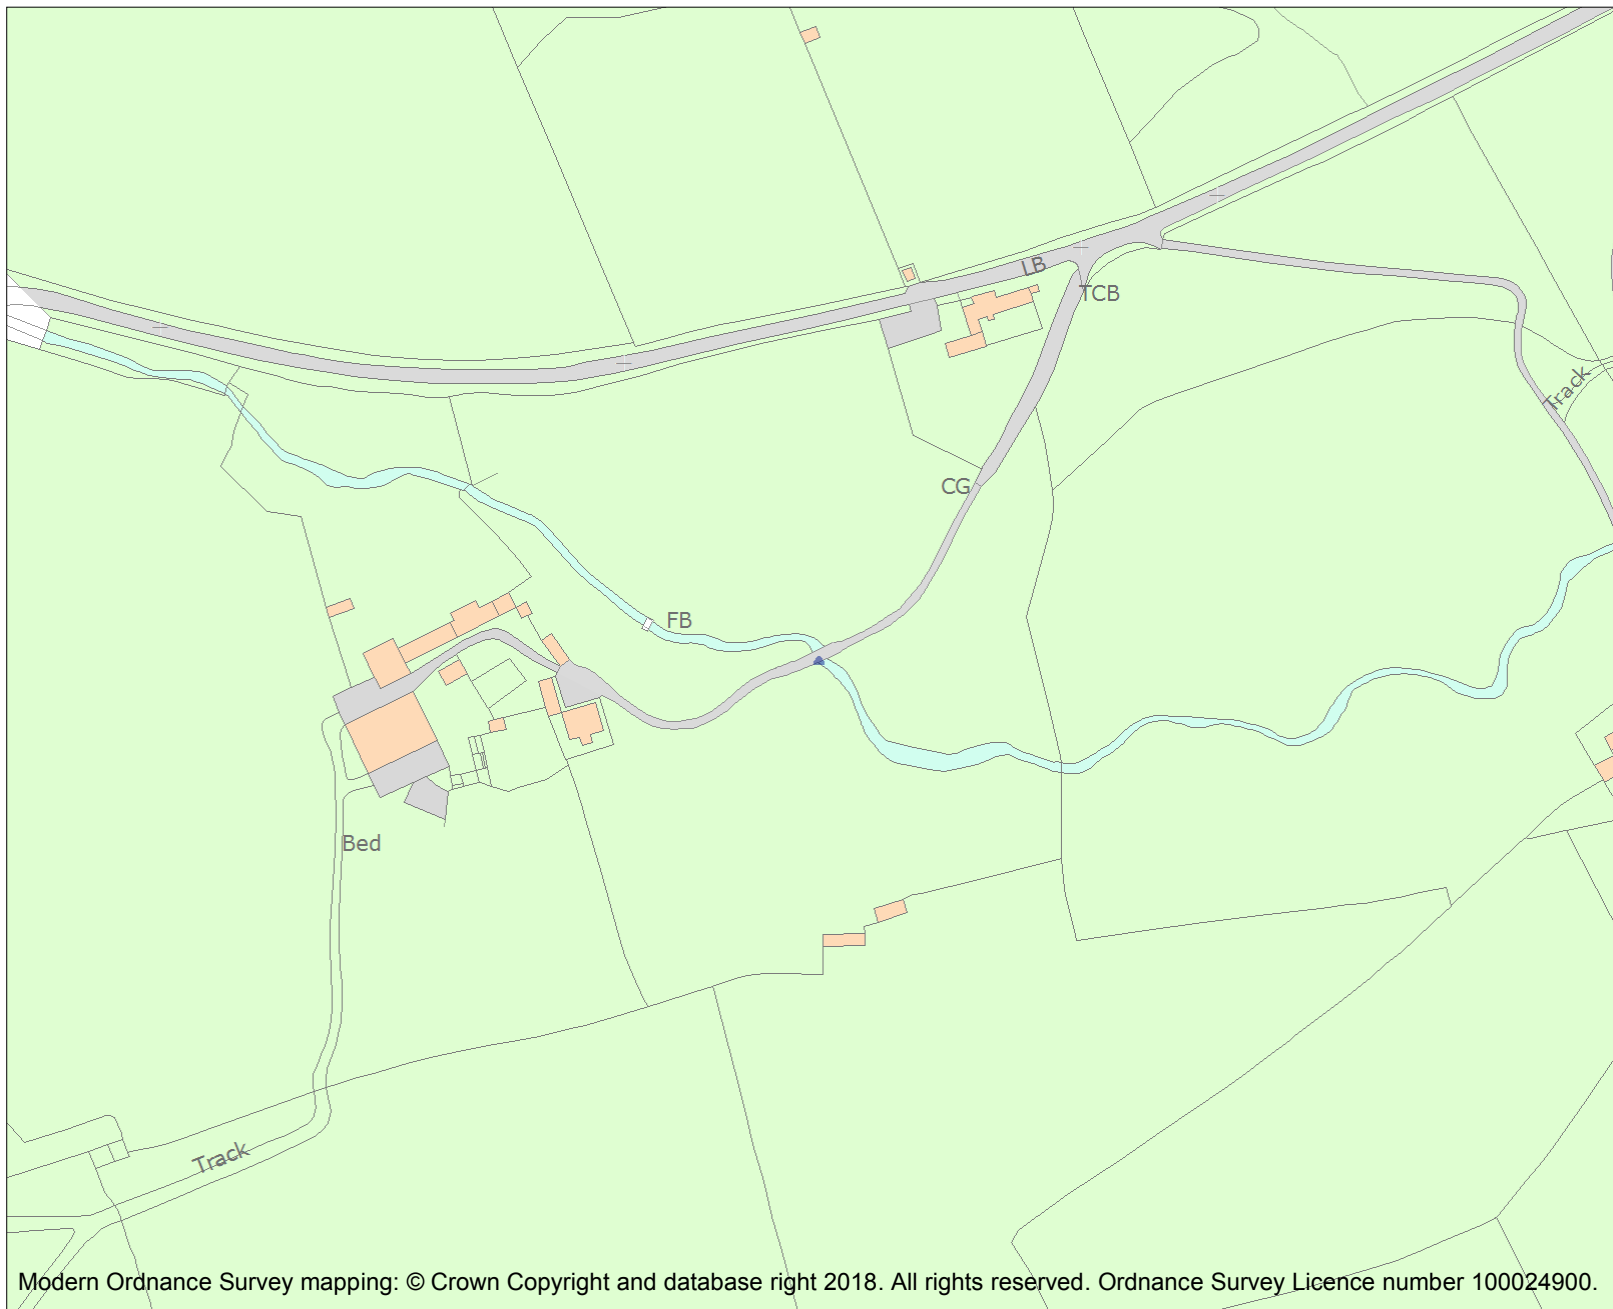 LB
TCB
Track
CG
FB
Bed
Track
Modern Ordnance Survey mapping: © Crown Copyright and database right 2018. All rights reserved. Ordnance Survey Licence number 100024900.